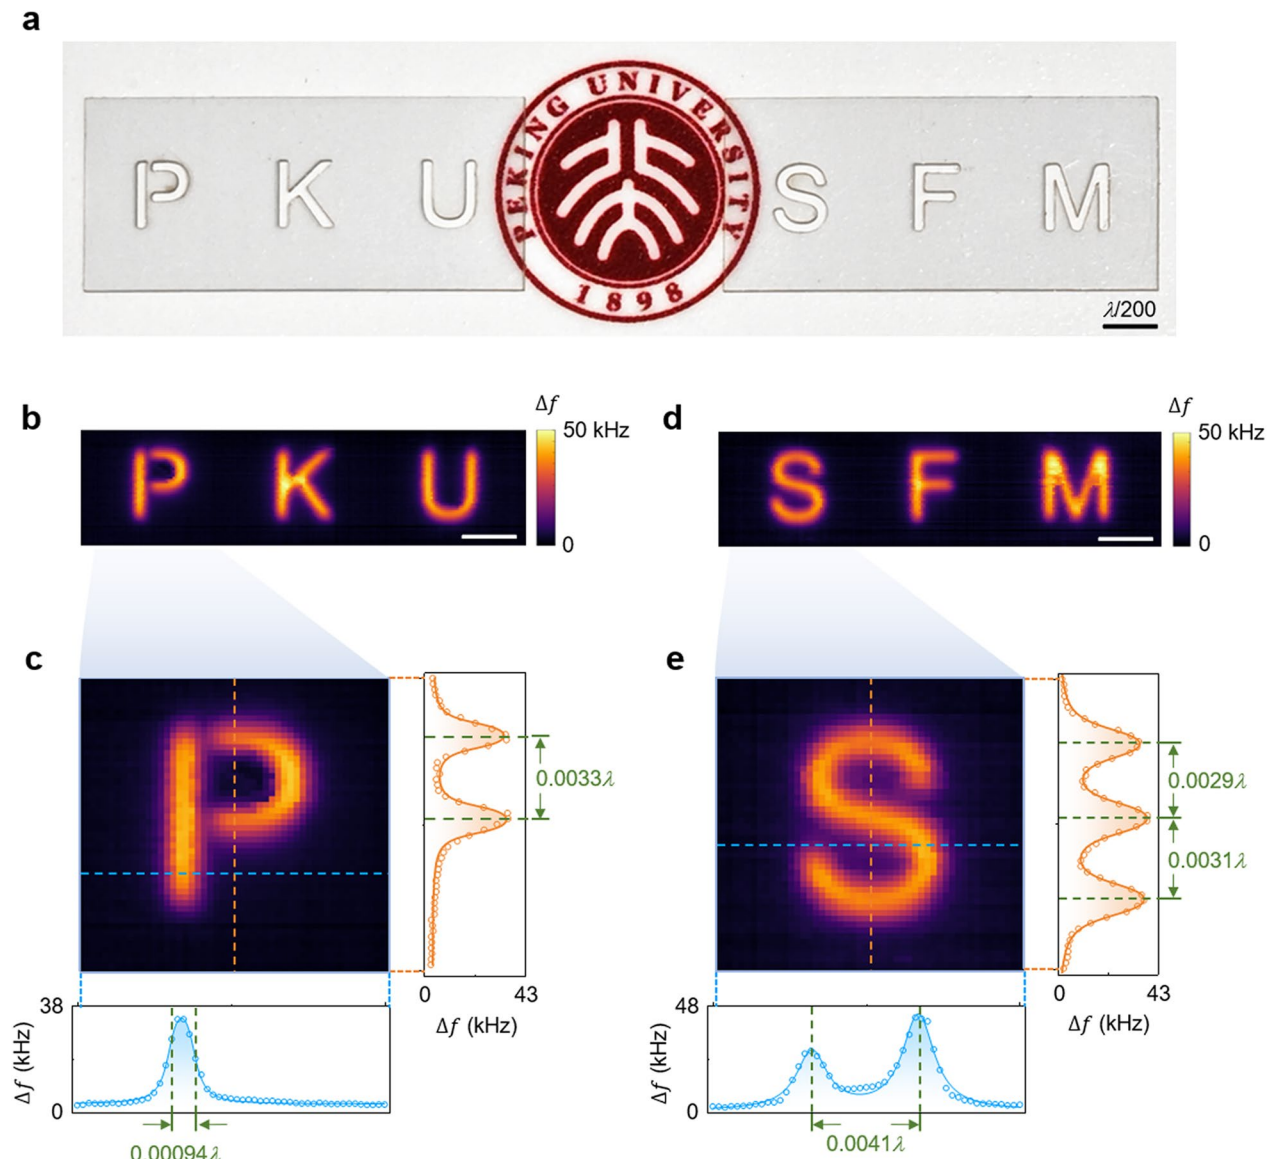 a
PEKING UNIVERSITY
P K U
S F M
1898
λ/200
b
Δf
50 kHz
0
P K U
d
Δf
50 kHz
0
S F M
c
P
0.0033λ
0 43
Δf (kHz)
38
0
Δf (kHz)
0.00094λ
e
S
0.0029λ
0.0031λ
0 43
Δf (kHz)
48
0
Δf (kHz)
0.0041λ